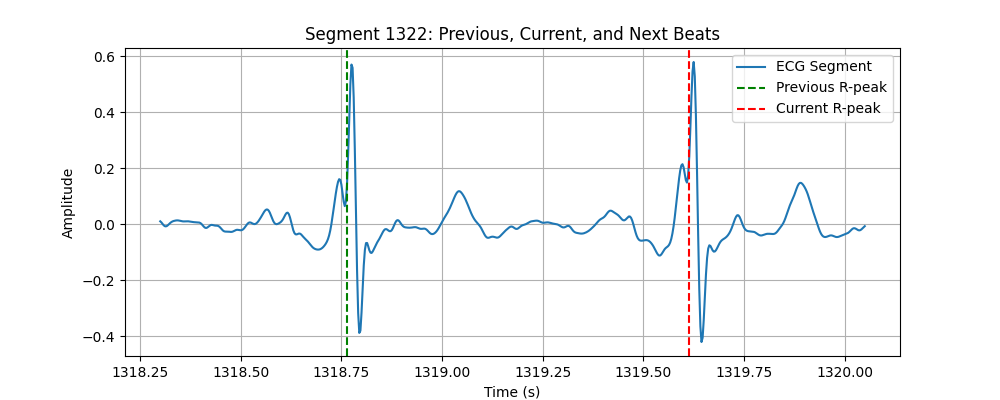 Segment 1322: Previous, Current, and Next Beats
ECG Segment
Previous R-peak
Current R-peak
Amplitude
0.6
0.4
0.2
0.0
−0.2
−0.4
1318.25 1318.50 1318.75 1319.00 1319.25 1319.50 1319.75 1320.00
Time (s)